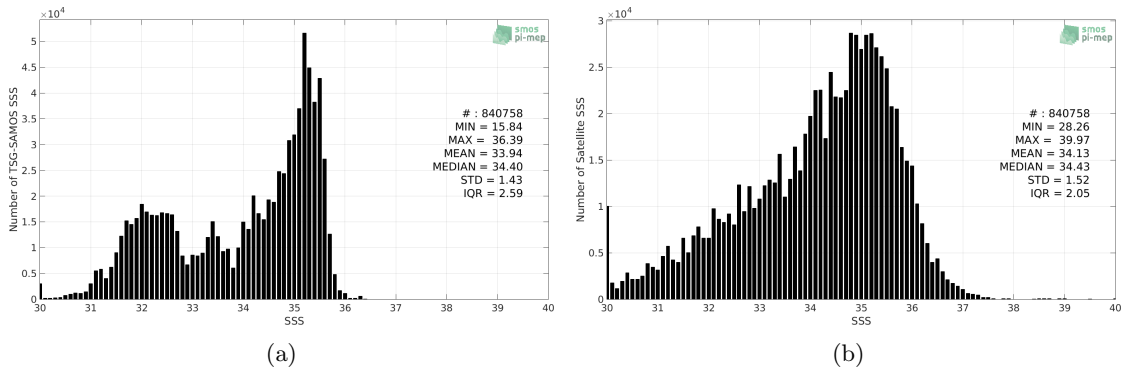 ×10⁴
smos
pi-mep
5
4.5
4
3.5
3
2.5
2
1.5
1
0.5
0
Number of TSG-SAMOS SSS
# : 840758
MIN = 15.84
MAX = 36.39
MEAN = 33.94
MEDIAN = 34.40
STD = 1.43
IQR = 2.59
30 31 32 33 34 35 36 37 38 39 40
SSS
(a)
×10⁴
smos
pi-mep
3
2.5
2
1.5
1
0.5
0
Number of Satellite SSS
# : 840758
MIN = 28.26
MAX = 39.97
MEAN = 34.13
MEDIAN = 34.43
STD = 1.52
IQR = 2.05
30 31 32 33 34 35 36 37 38 39 40
SSS
(b)